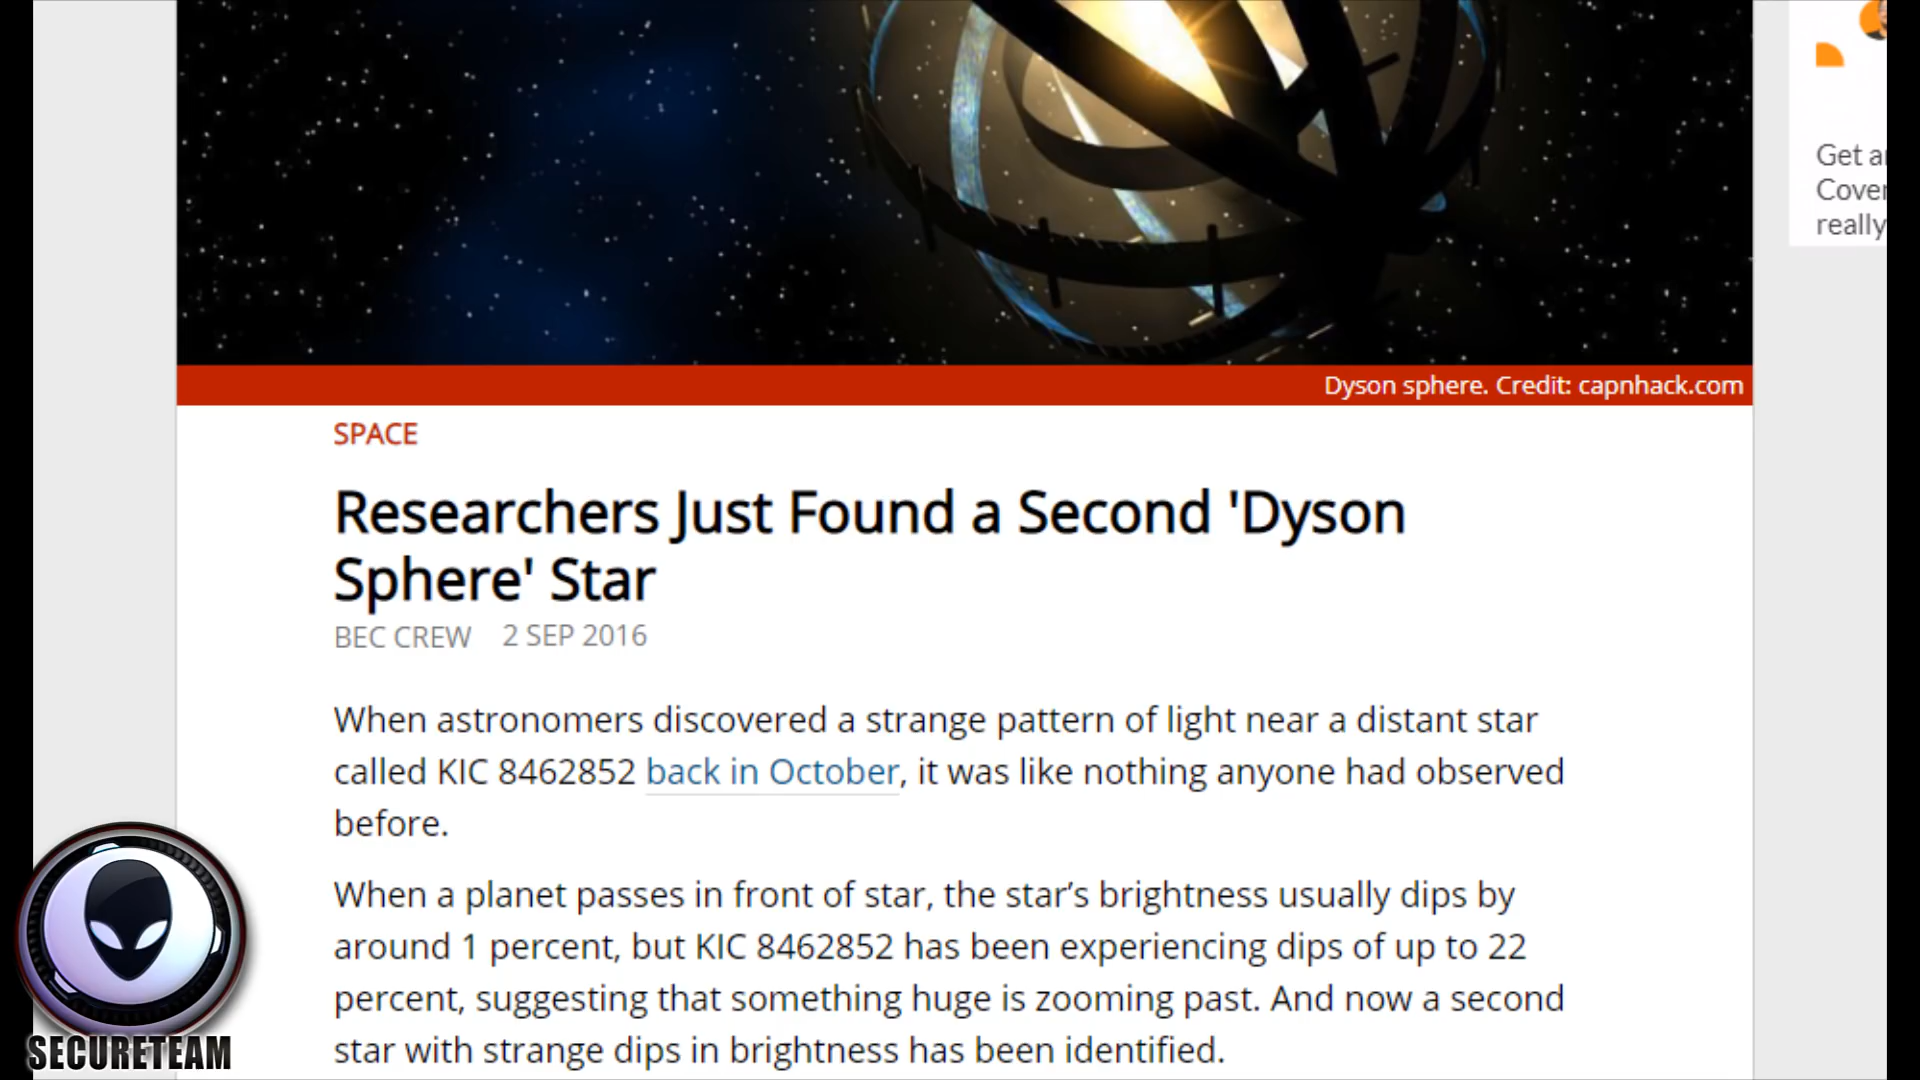 Get a
Cover
really
Dyson sphere. Credit: capnhack.com
SPACE
Researchers Just Found a Second 'Dyson
Sphere' Star
BEC CREW 2 SEP 2016
When astronomers discovered a strange pattern of light near a distant star
called KIC 8462852 back in October, it was like nothing anyone had observed
before.
When a planet passes in front of star, the star’s brightness usually dips by
around 1 percent, but KIC 8462852 has been experiencing dips of up to 22
percent, suggesting that something huge is zooming past. And now a second
star with strange dips in brightness has been identified.
SECURETEAM